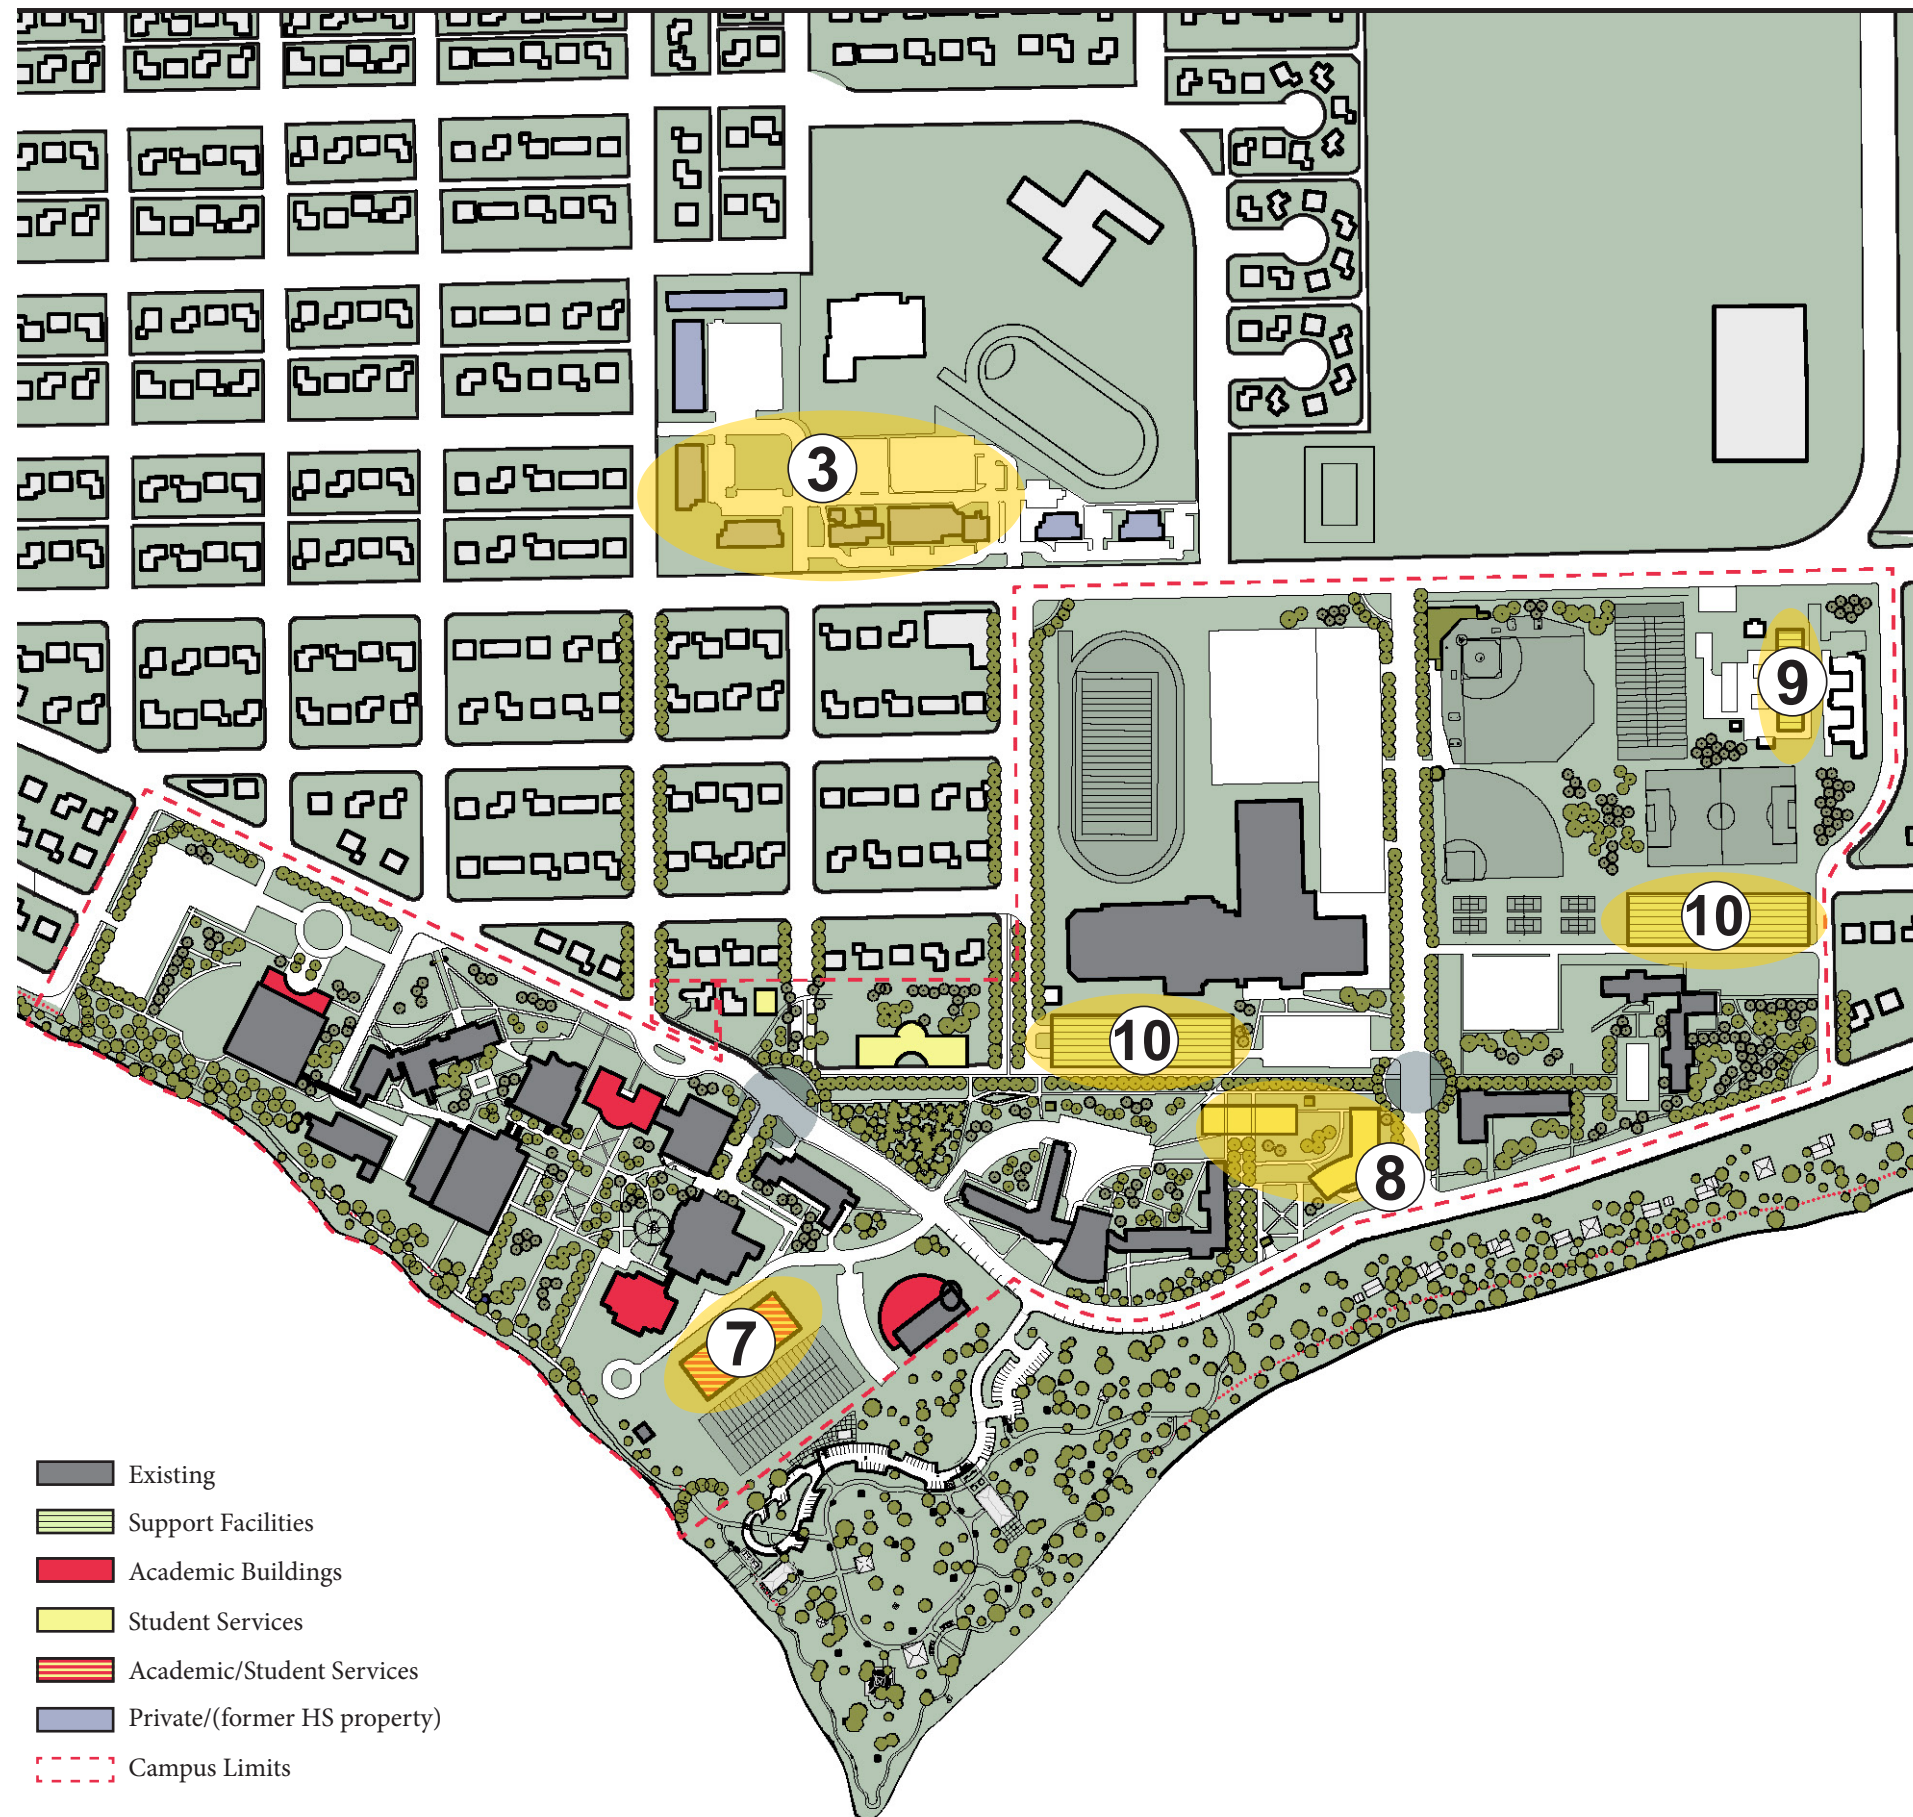 3
9
10
10
8
7
Existing
Support Facilities
Academic Buildings
Student Services
Academic/Student Services
Private/(former HS property)
Campus Limits